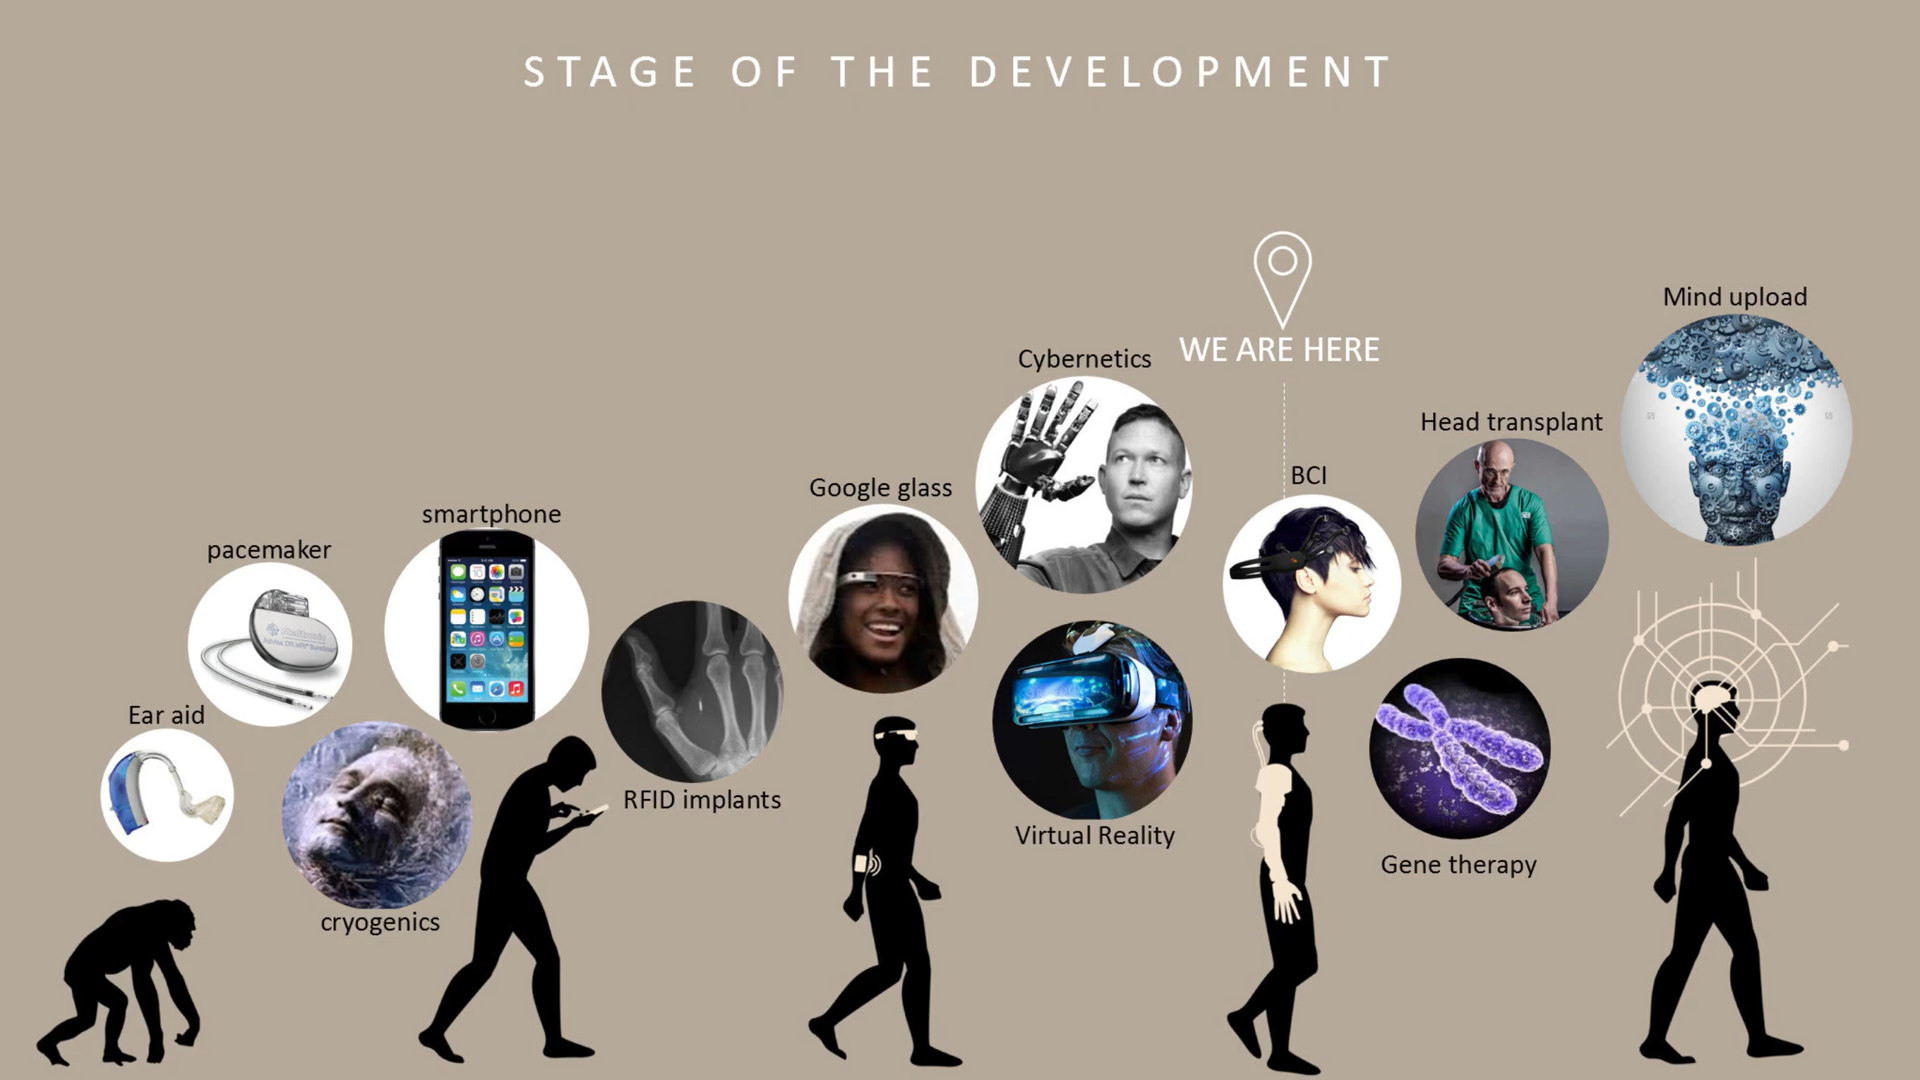 STAGE OF THE DEVELOPMENT
Mind upload
WE ARE HERE
Cybernetics
Head transplant
BCI
Google glass
smartphone
pacemaker
Ear aid
RFID implants
Virtual Reality
Gene therapy
cryogenics